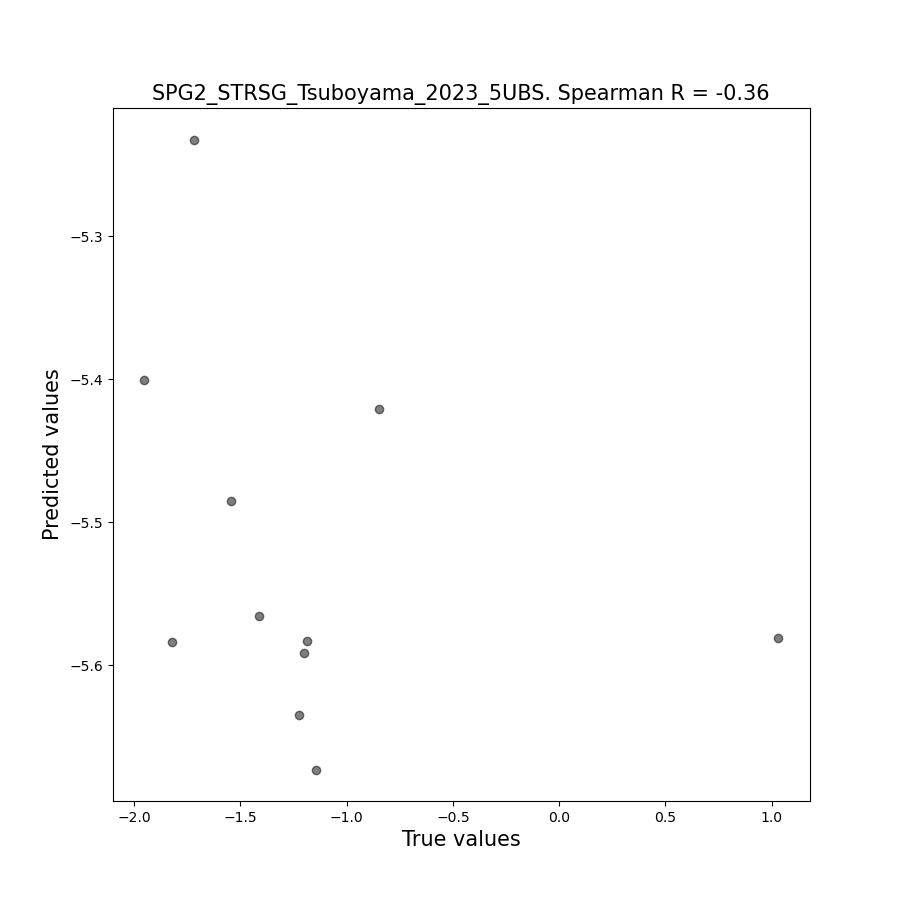 SPG2_STRSG_Tsuboyama_2023_5UBS. Spearman R = -0.36
−5.3
−5.4
−5.5
−5.6
Predicted values
−2.0 −1.5 −1.0 −0.5 0.0 0.5 1.0
True values